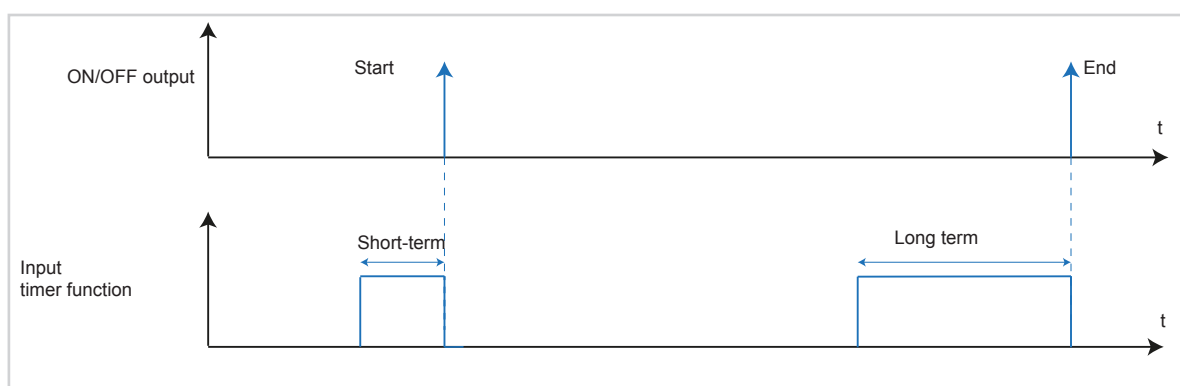 ON/OFF output
Start
End
t
Short-term
Long term
Input
timer function
t